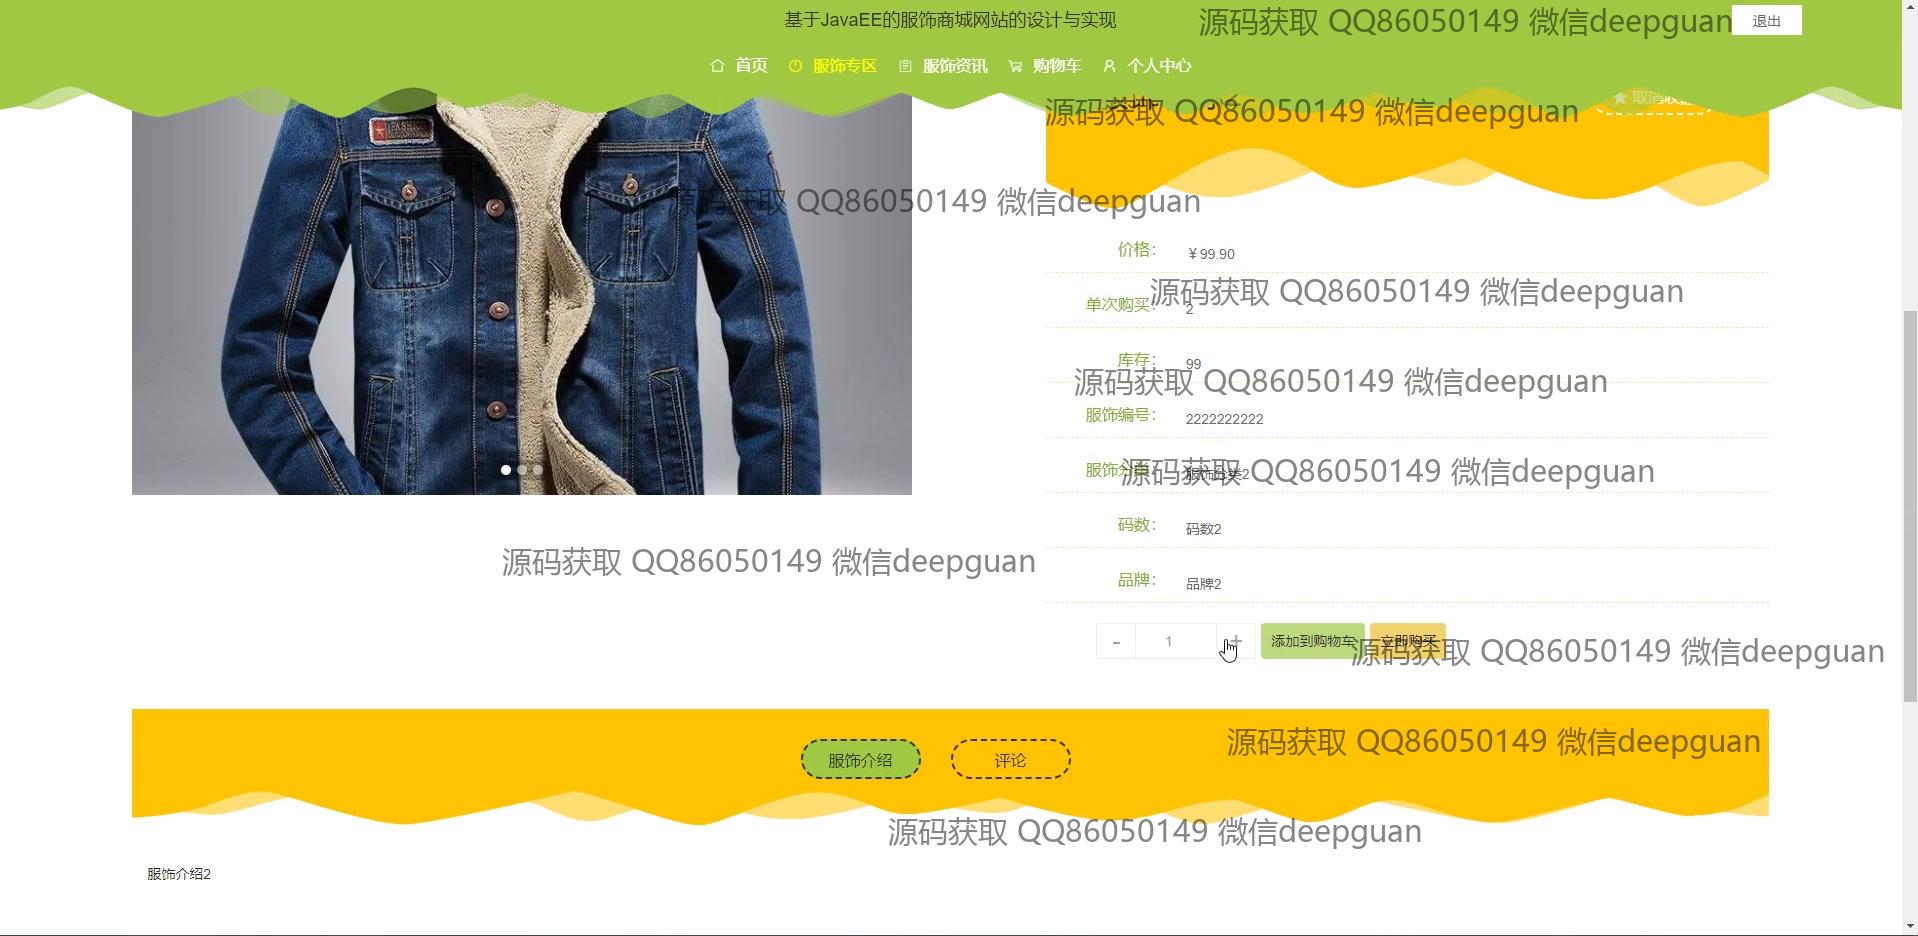 基于JavaEE的服饰商城网站的设计与实现
源码获取 QQ86050149 微信deepguan
退出
首页
服饰专区
服饰资讯
购物车
个人中心
源码获取 QQ86050149 微信deepguan
取消收藏
FASHION
源码获取 QQ86050149 微信deepguan
价格：
￥99.90
源码获取 QQ86050149 微信deepguan
单次购买：
2
库存：
99
源码获取 QQ86050149 微信deepguan
服饰编号：
2222222222
服饰分类：
服饰分类2
源码获取 QQ86050149 微信deepguan
码数：
码数2
源码获取 QQ86050149 微信deepguan
品牌：
品牌2
-
1
+
添加到购物车
立即购买
源码获取 QQ86050149 微信deepguan
源码获取 QQ86050149 微信deepguan
服饰介绍
评论
源码获取 QQ86050149 微信deepguan
服饰介绍2